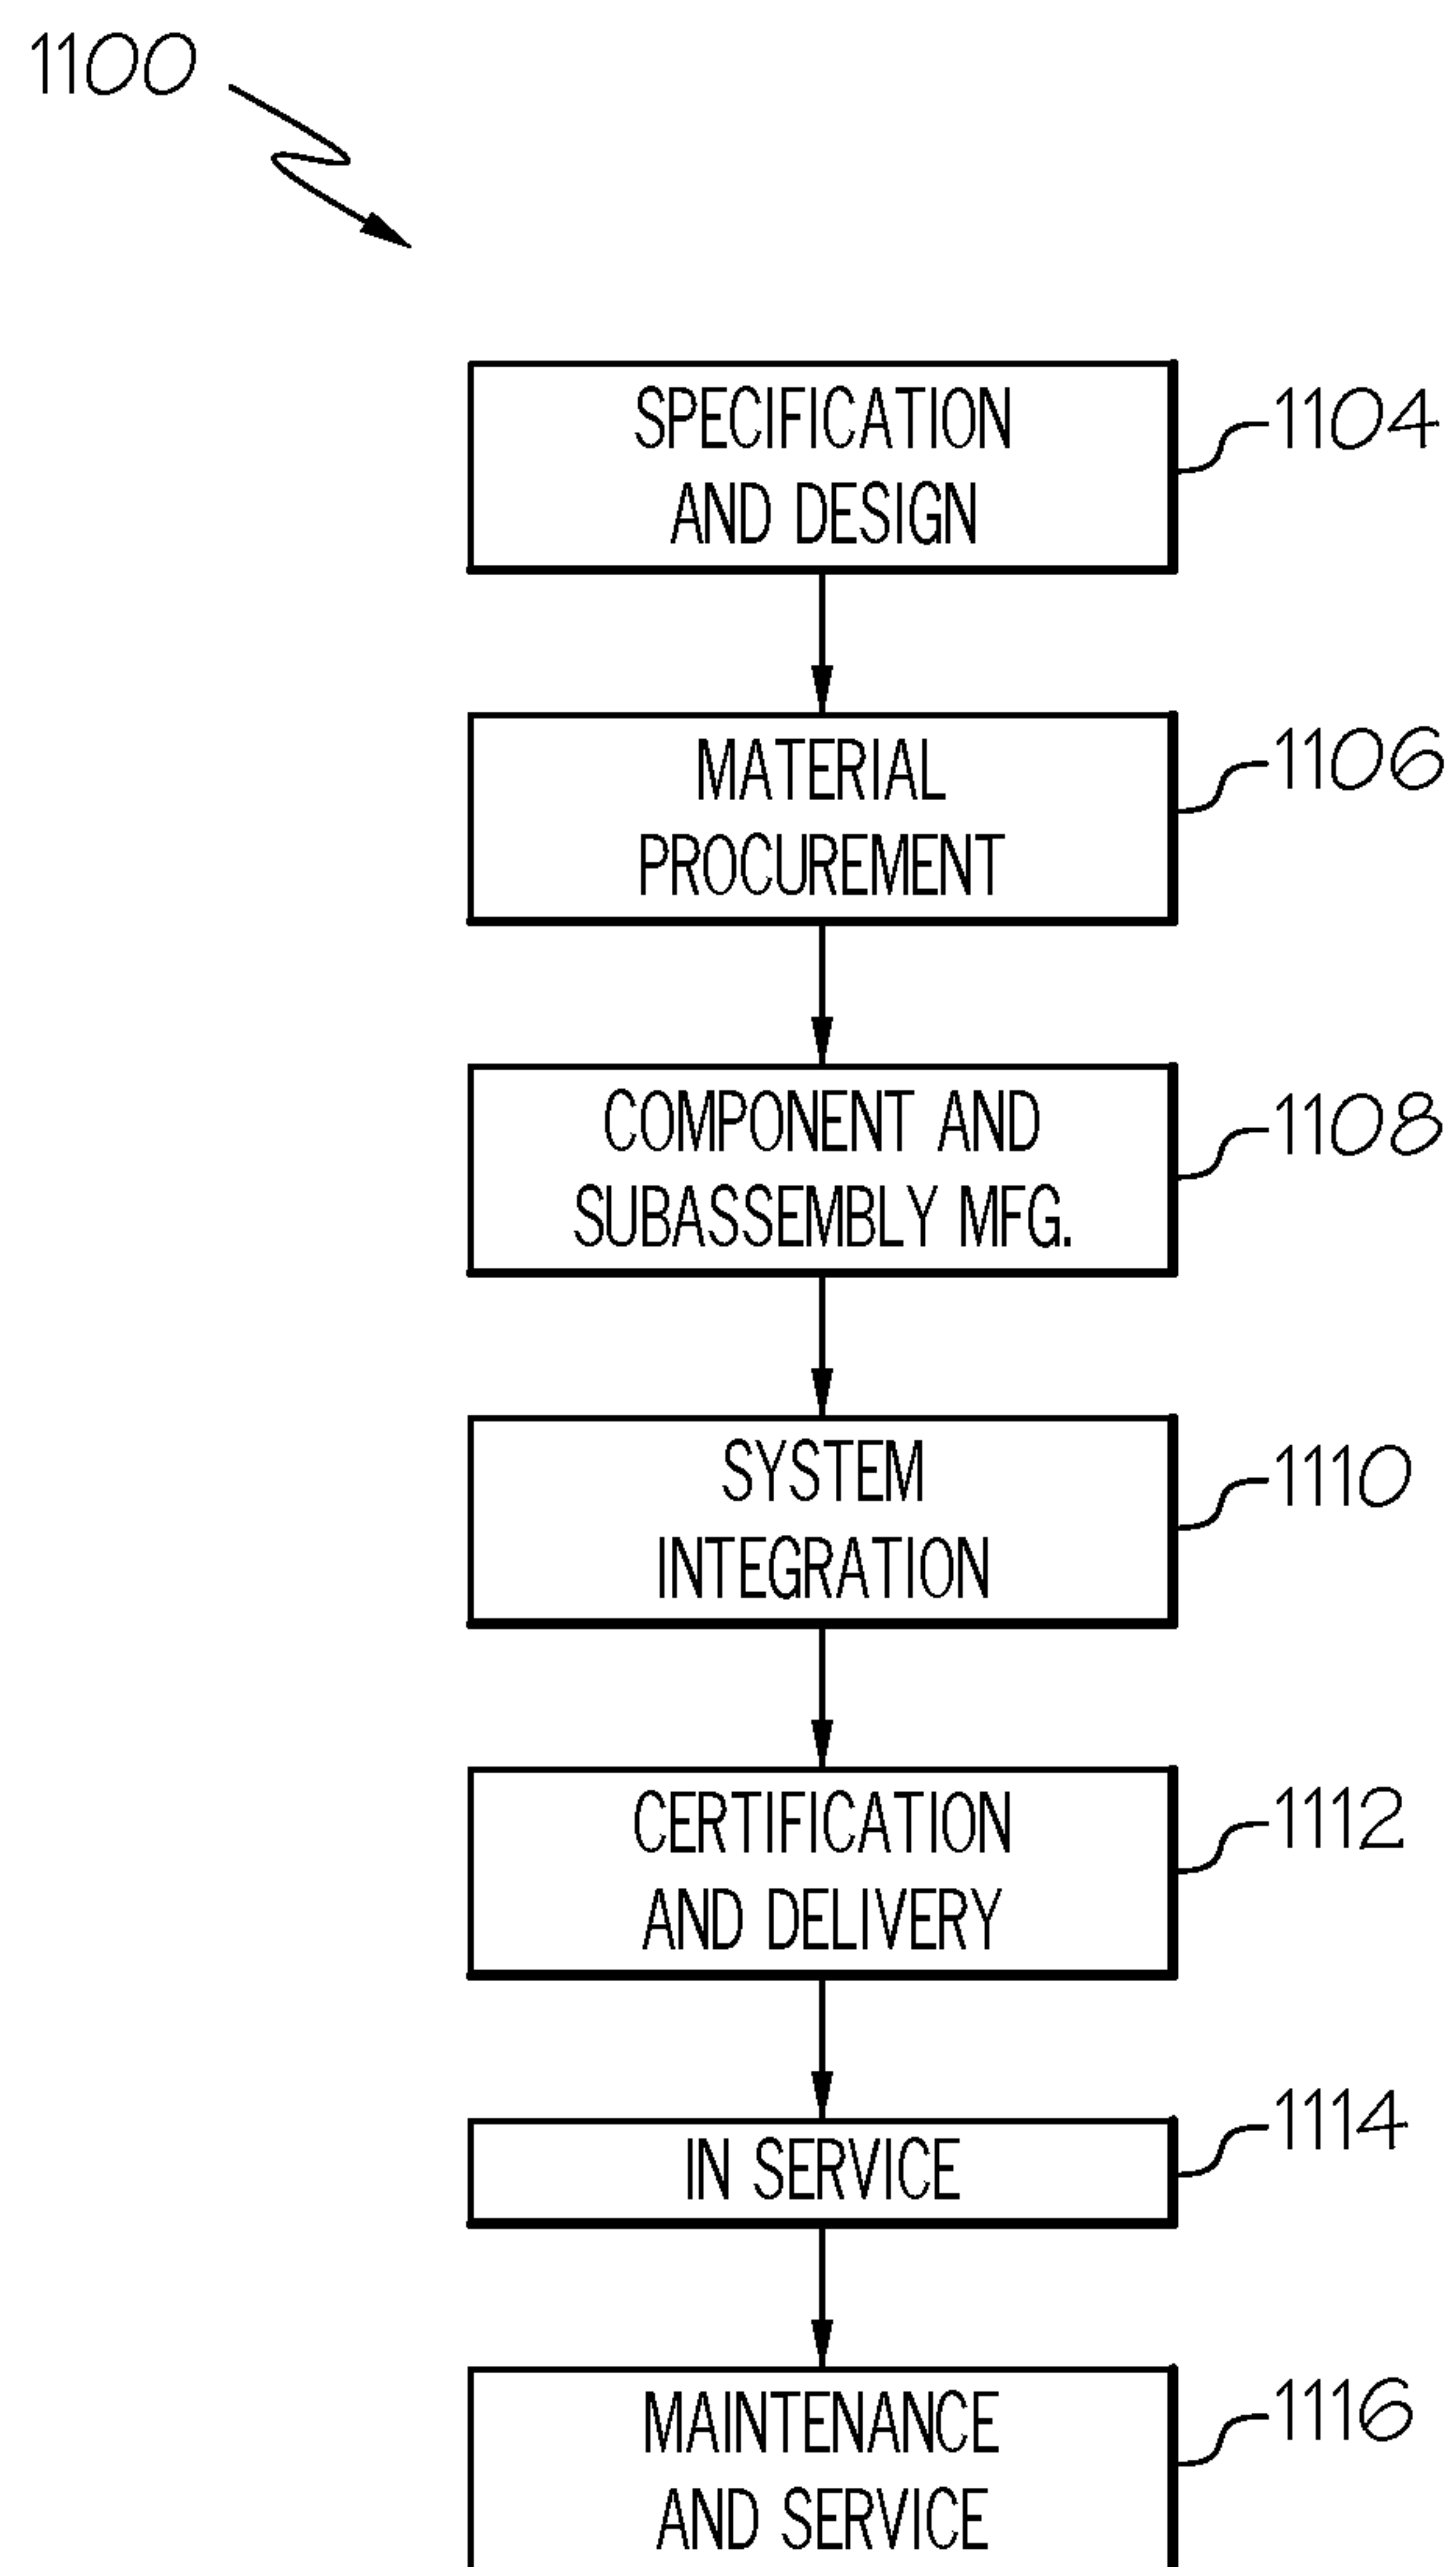 1100
SPECIFICATION
AND DESIGN
1104
MATERIAL
PROCUREMENT
1106
COMPONENT AND
SUBASSEMBLY MFG.
1108
SYSTEM
INTEGRATION
1110
CERTIFICATION
AND DELIVERY
1112
IN SERVICE
1114
MAINTENANCE
AND SERVICE
1116